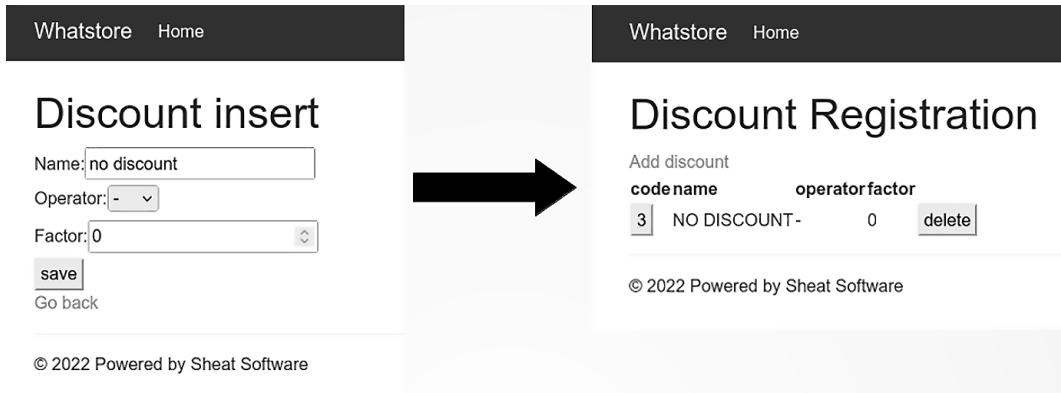 Whatstore Home
Discount insert
Name: no discount
Operator: -
Factor: 0
save
Go back
© 2022 Powered by Sheat Software
Whatstore Home
Discount Registration
Add discount
code name operator factor
3 NO DISCOUNT - 0 delete
© 2022 Powered by Sheat Software